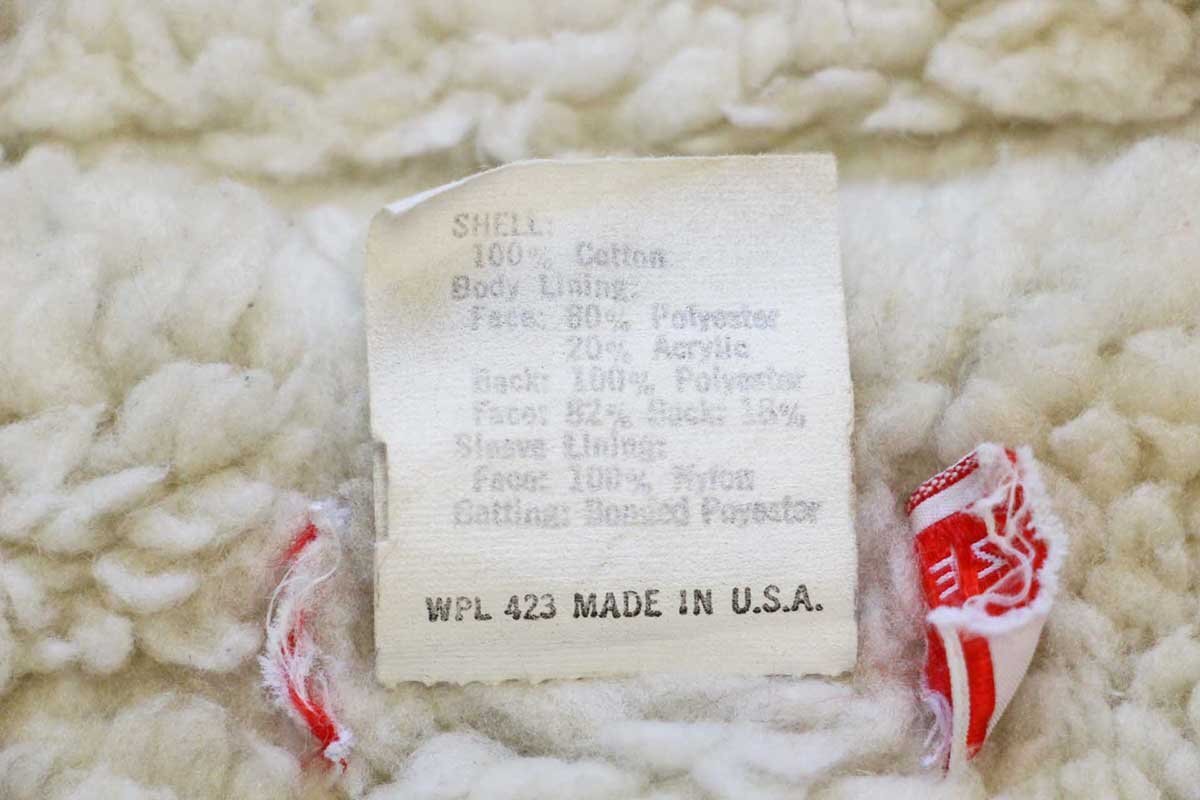 SHELL:
100% Cotton
Body Lining:
Face: 80% Polyester
20% Acrylic
Back: 100% Polyester
Face: 82% Back: 18%
Sleeve Lining:
Face: 100% Nylon
Batting: Bonded Poyester
WPL 423 MADE IN U.S.A.